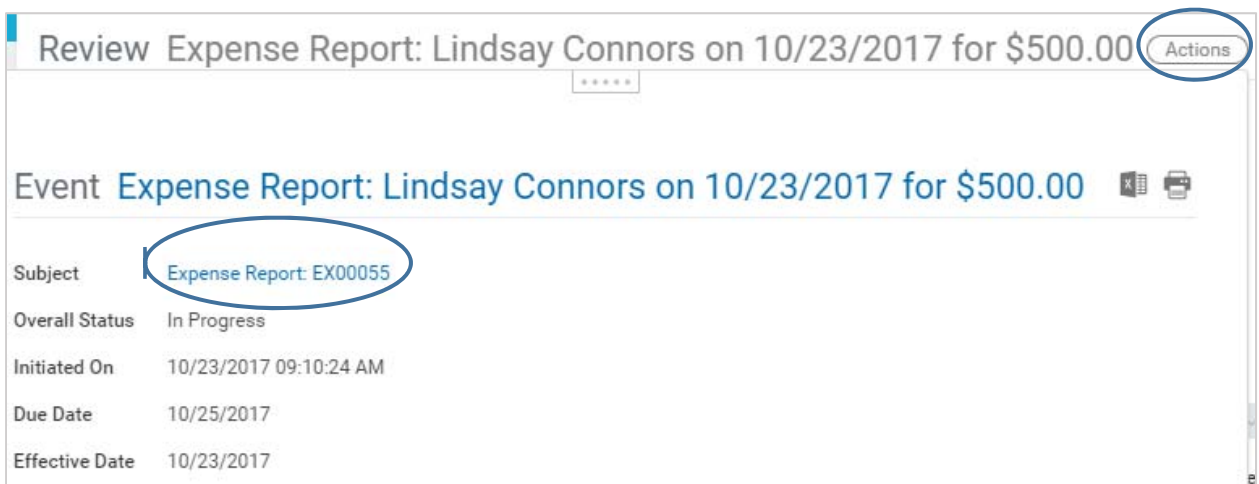 Review Expense Report: Lindsay Connors on 10/23/2017 for $500.00 Actions
Event Expense Report: Lindsay Connors on 10/23/2017 for $500.00
Subject Expense Report: EX00055
Overall Status In Progress
Initiated On 10/23/2017 09:10:24 AM
Due Date 10/25/2017
Effective Date 10/23/2017